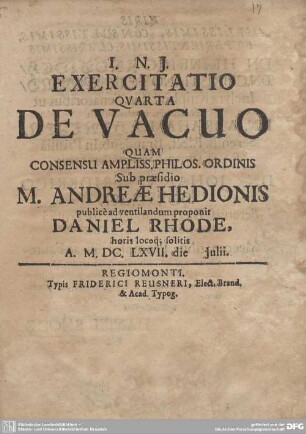 17
I. N. J.
EXERCITATIO
QVARTA
DE VACUO
QUAM
CONSENSU AMPLISS. PHILOS. ORDINIS
Sub præsidio
M. ANDREÆ HEDIONIS
publicè ad ventilandum proponit
DANIEL RHODE,
horis locoq; solitis
A. M. DC. LXVII. die Julii.
REGIOMONTI.
Typis FRIDERICI REUSNERI, Elect. Brand.
& Acad. Typog.